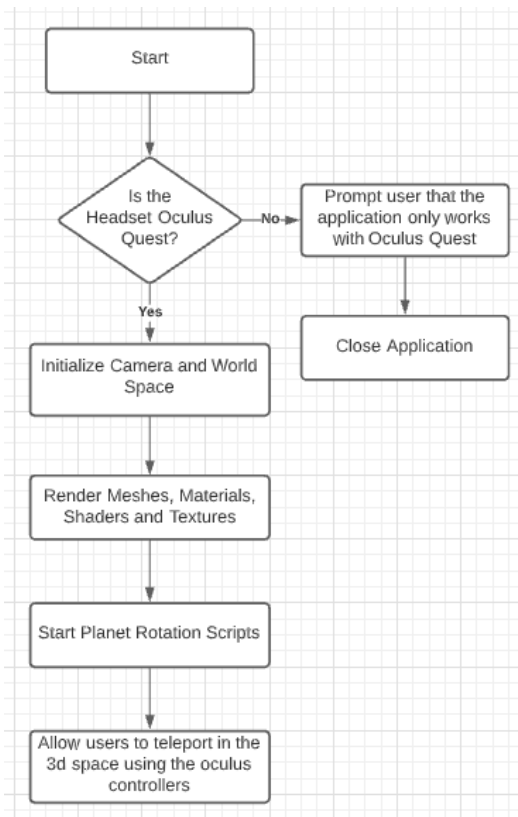 Start
Is the
Headset Oculus
Quest?
No
Prompt user that the
application only works
with Oculus Quest
Close Application
Yes
Initialize Camera and World
Space
Render Meshes, Materials,
Shaders and Textures
Start Planet Rotation Scripts
Allow users to teleport in the
3d space using the oculus
controllers